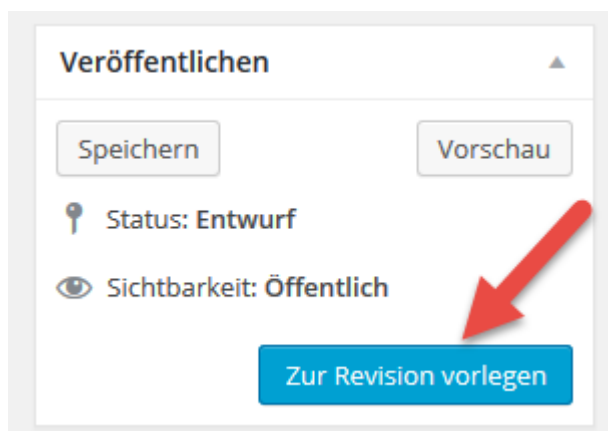 Veröffentlichen
Speichern Vorschau
Status: Entwurf
Sichtbarkeit: Öffentlich
Zur Revision vorlegen